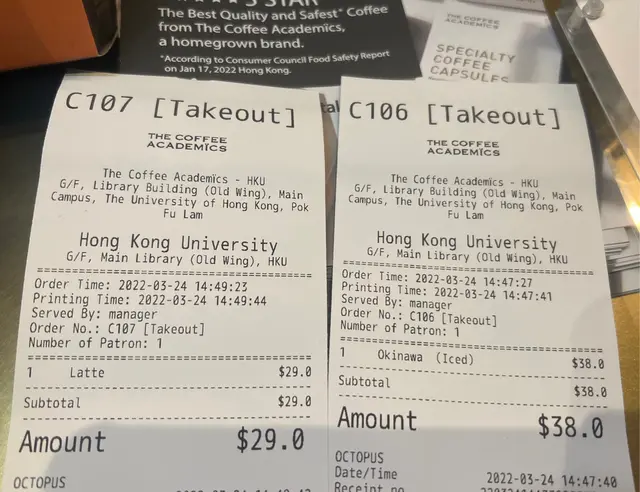 5 STAR
The Best Quality and Safest* Coffee
from The Coffee Academics,
a homegrown brand.
*According to Consumer Council Food Safety Report
on Jan 17, 2022 Hong Kong.
THE COFFEE
ACADEMICS
SPECIALTY
COFFEE
CAPSULES
C107 [Takeout]
THE COFFEE
ACADEMÏCS
The Coffee Academics - HKU
G/F, Library Building (Old Wing), Main
Campus, The University of Hong Kong, Pok
Fu Lam
Hong Kong University
G/F, Main Library (Old Wing), HKU
Order Time: 2022-03-24 14:49:23
Printing Time: 2022-03-24 14:49:44
Served By: manager
Order No.: C107 [Takeout]
Number of Patron: 1
1 Latte $29.0
Subtotal $29.0
Amount $29.0
OCTOPUS
C106 [Takeout]
THE COFFEE
ACADEMÏCS
The Coffee Academics - HKU
G/F, Library Building (Old Wing), Main
Campus, The University of Hong Kong, Pok
Fu Lam
Hong Kong University
G/F, Main Library (Old Wing), HKU
Order Time: 2022-03-24 14:47:27
Printing Time: 2022-03-24 14:47:41
Served By: manager
Order No.: C106 [Takeout]
Number of Patron: 1
1 Okinawa (Iced) $38.0
Subtotal $38.0
Amount $38.0
OCTOPUS
Date/Time 2022-03-24 14:47:40
Receipt no